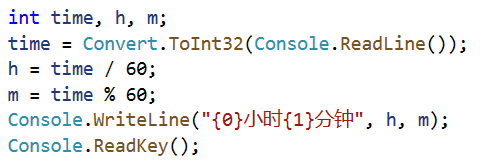 int time, h, m;
time = Convert.ToInt32(Console.ReadLine());
h = time / 60;
m = time % 60;
Console.WriteLine("{0}小时{1}分钟", h, m);
Console.ReadKey();